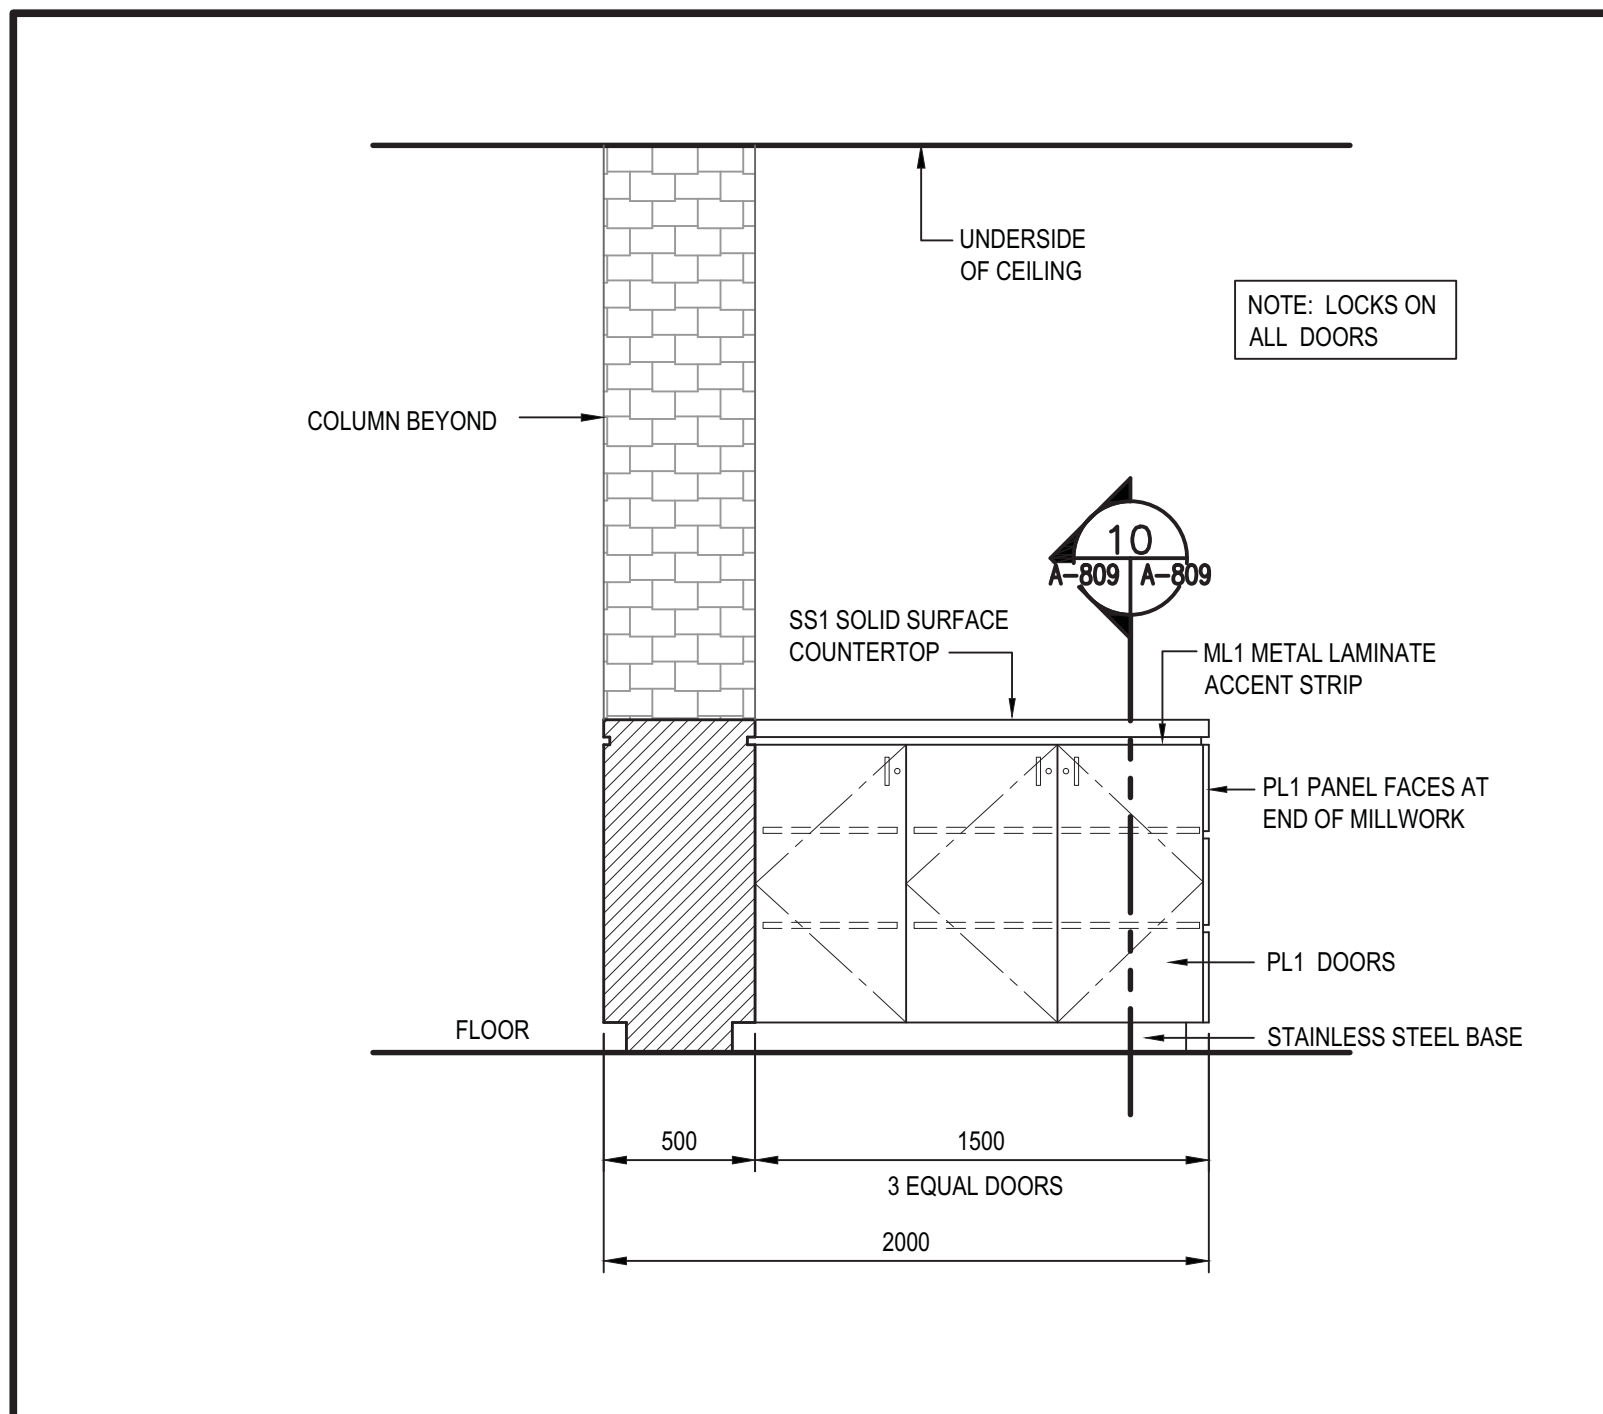 UNDERSIDE
OF CEILING
NOTE: LOCKS ON
ALL DOORS
COLUMN BEYOND
10
A-809 A-809
SS1 SOLID SURFACE
COUNTERTOP
ML1 METAL LAMINATE
ACCENT STRIP
PL1 PANEL FACES AT
END OF MILLWORK
PL1 DOORS
FLOOR
STAINLESS STEEL BASE
500
1500
3 EQUAL DOORS
2000